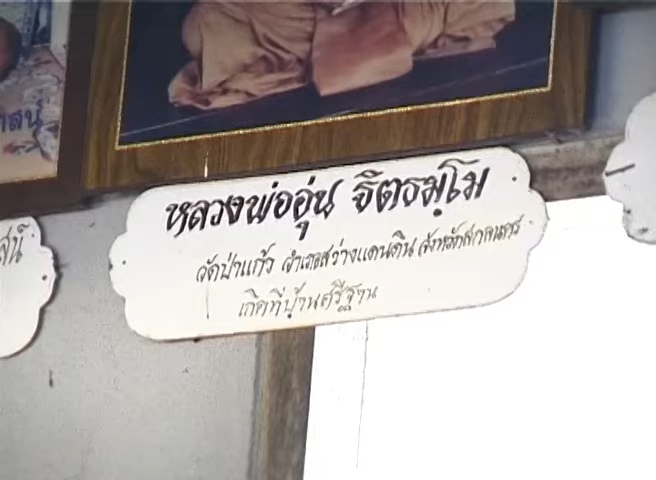 หลวงพ่ออุ่น ฐิตธมฺโม
วัดป่าแก้ว อำเภอสว่างแดนดิน จังหวัดสกลนคร
เกิดที่บ้านศรีฐาน